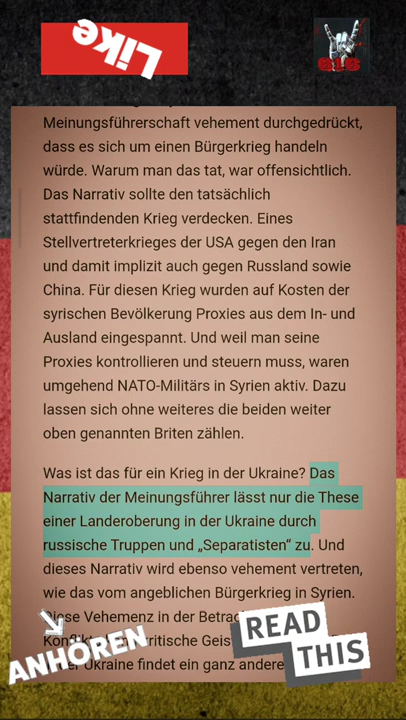 Like
SLS
Meinungsführerschaft vehement durchgedrückt,
dass es sich um einen Bürgerkrieg handeln
würde. Warum man das tat, war offensichtlich.
Das Narrativ sollte den tatsächlich
stattfindenden Krieg verdecken. Eines
Stellvertreterkrieges der USA gegen den Iran
und damit implizit auch gegen Russland sowie
China. Für diesen Krieg wurden auf Kosten der
syrischen Bevölkerung Proxies aus dem In- und
Ausland eingespannt. Und weil man seine
Proxies kontrollieren und steuern muss, waren
umgehend NATO-Militärs in Syrien aktiv. Dazu
lassen sich ohne weiteres die beiden weiter
oben genannten Briten zählen.
Was ist das für ein Krieg in der Ukraine? Das
Narrativ der Meinungsführer lässt nur die These
einer Landeroberung in der Ukraine durch
russische Truppen und „Separatisten“ zu. Und
dieses Narrativ wird ebenso vehement vertreten,
wie das vom angeblichen Bürgerkrieg in Syrien.
Diese Vehemenz in der
Ukraine findet ein ganz
ANHÖREN
READ
THIS